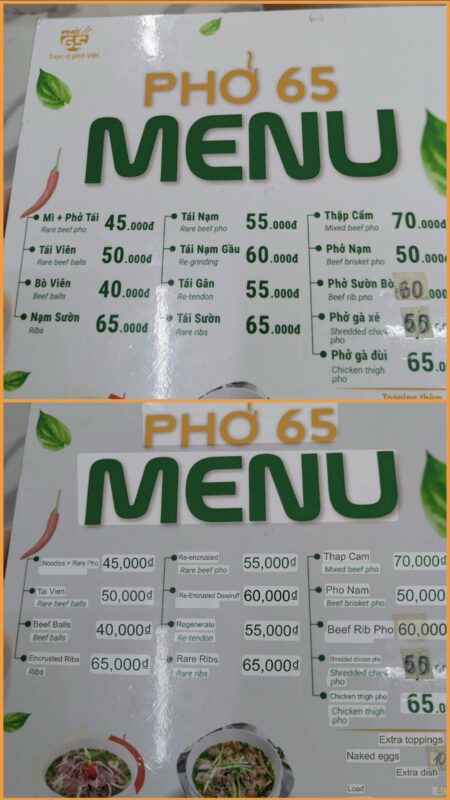 PHỞ
65
Trọn vị phở Việt
PHỞ 65
MENU
Mì + Phở Tái 45.000đ
Rare beef pho
Tái Viên 50.000đ
Rare beef balls
Bò Viên 40.000đ
Beef balls
Nạm Sườn 65.000đ
Ribs
Tái Nạm 55.000đ
Rare beef pho
Tái Nạm Gầu 60.000đ
Re-grinding
Tái Gân 55.000đ
Re-tendon
Tái Sườn 65.000đ
Rare ribs
Thập Cẩm 70.000đ
Mixed beef pho
Phở Nạm 50.000
Beef brisket pho
Phở Sườn Bò 60.00
Beef rib pho
Phở gà xé 55
Shredded chick
pho
Phở gà đùi 65.0
Chicken thigh
pho
Topping thêm
PHỞ 65
MENU
Noodles + Rare Pho 45,000đ
Tai Vien 50,000đ
Rare beef balls
Beef Balls 40,000đ
Beef balls
Encrusted Ribs 65,000đ
Ribs
Re-encrusted 55,000đ
Rare beef pho
Re-Encrusted Dandruff 60,000đ
Regenerate 55,000đ
Re-tendon
Rare Ribs 65,000đ
Rare ribs
Thap Cam 70,000đ
Mixed beef pho
Pho Nam 50,000
Beef brisket pho
Beef Rib Pho 60,000
Shredded chicken pho 55
Shredded chick
pho
Chicken thigh pho 65.0
Chicken thigh
pho
Extra toppings
Naked eggs 10
Extra dish
Load